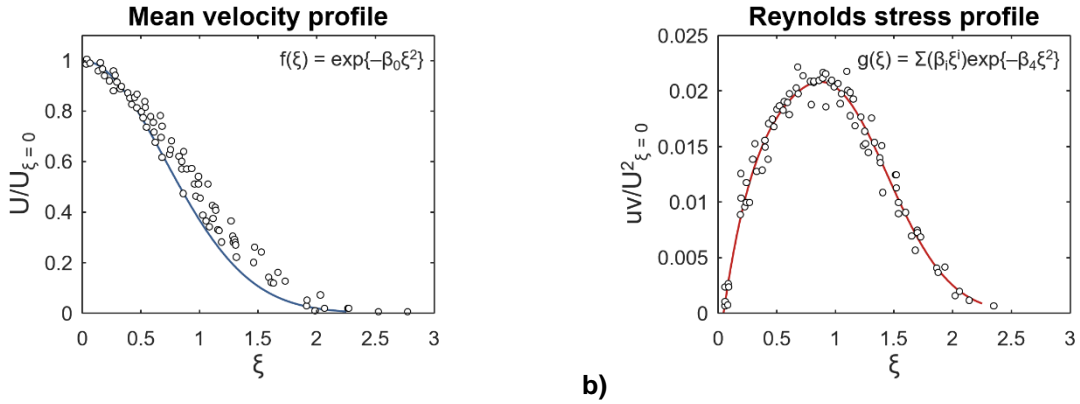 Mean velocity profile
f(ξ) = exp{−β₀ξ²}
U/U_{ξ = 0}
1
0.8
0.6
0.4
0.2
0
0 0.5 1 1.5 2 2.5 3
ξ
Reynolds stress profile
g(ξ) = Σ(βᵢξⁱ)exp{−β₄ξ²}
uv/U²_{ξ = 0}
0.025
0.02
0.015
0.01
0.005
0
0 0.5 1 1.5 2 2.5 3
ξ
b)